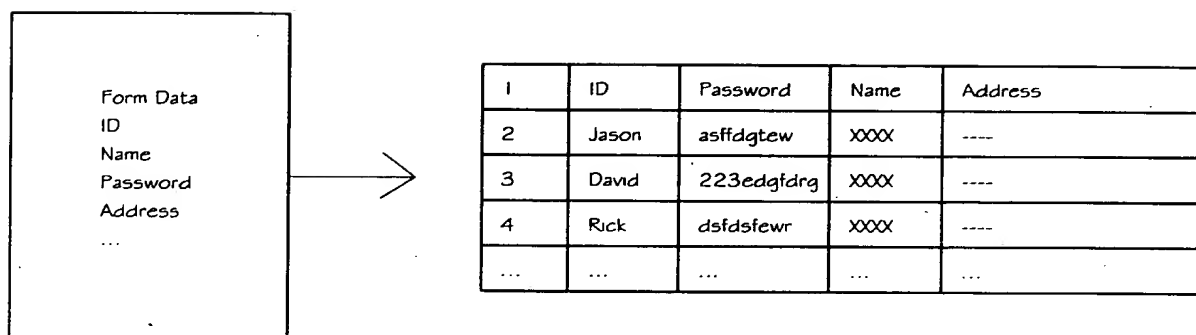 Form Data
ID
Name
Password
Address
...
1 ID Password Name Address
2 Jason asffdgtew XXXX ----
3 David 223edgfdrg XXXX ----
4 Rick dsfdsfewr XXXX ----
... ... ... ... ...